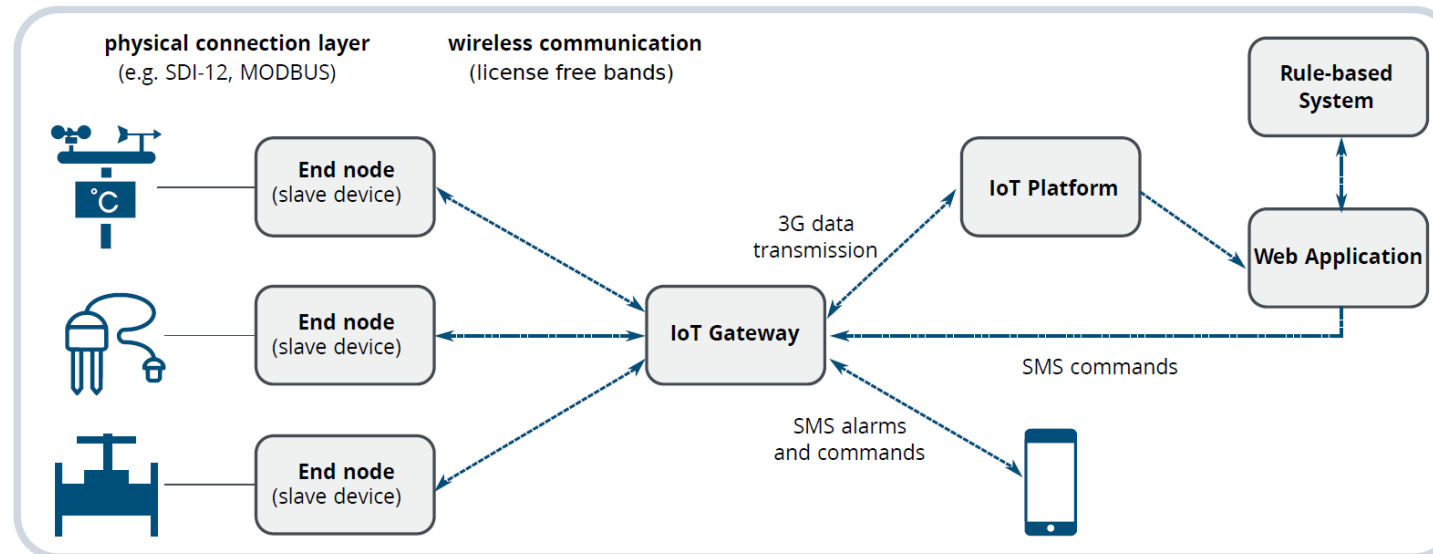 physical connection layer
(e.g. SDI-12, MODBUS)
wireless communication
(license free bands)
Rule-based
System
End node
(slave device)
°C
IoT Platform
3G data
transmission
Web Application
End node
(slave device)
IoT Gateway
SMS commands
SMS alarms
and commands
End node
(slave device)